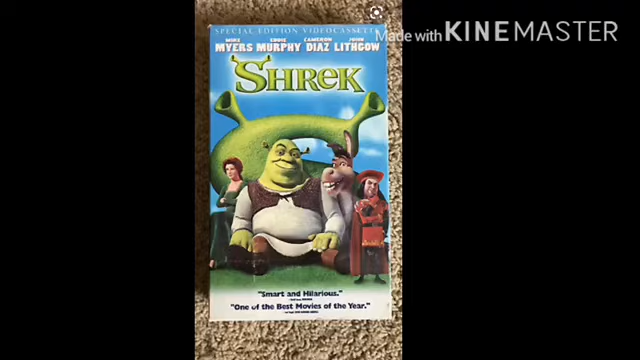 Made with KINEMASTER
SPECIAL EDITION VIDEOCASSETTE
MIKE EDDIE CAMERON JOHN
MYERS MURPHY DIAZ LITHGOW
SHREK
"Smart and Hilarious."
"One of the Best Movies of the Year."